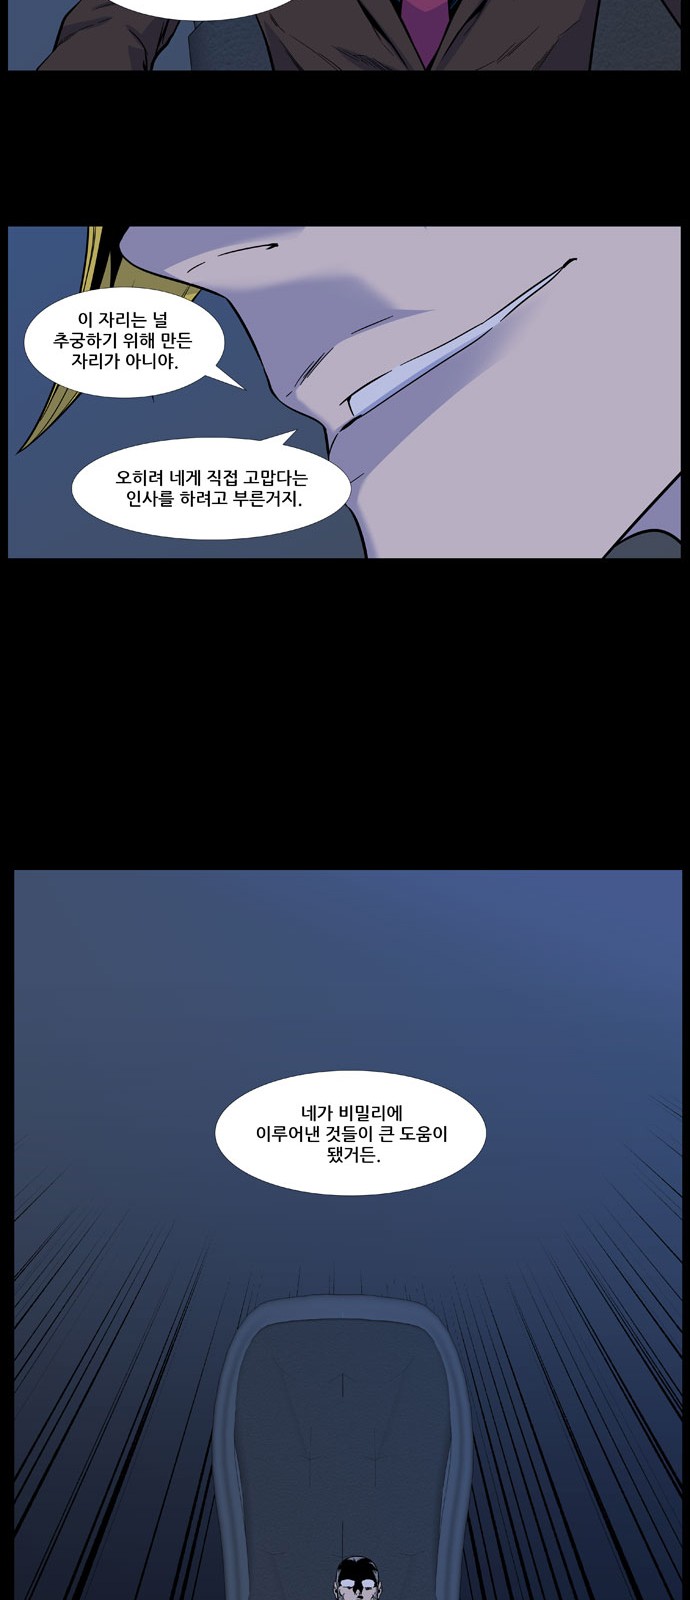 이 자리는 널
추궁하기 위해 만든
자리가 아니야.
오히려 네게 직접 고맙다는
인사를 하려고 부른거지.
네가 비밀리에
이루어낸 것들이 큰 도움이
됐거든.